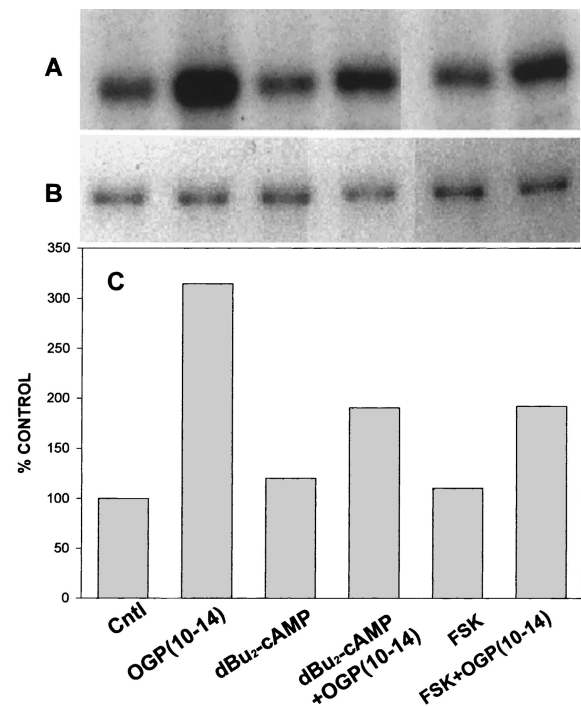 A
B
C
350
300
250
200
150
100
50
0
% CONTROL
Cntl
OGP(10-14)
dBu₂-cAMP
dBu₂-cAMP
+OGP(10-14)
FSK
FSK+OGP(10-14)